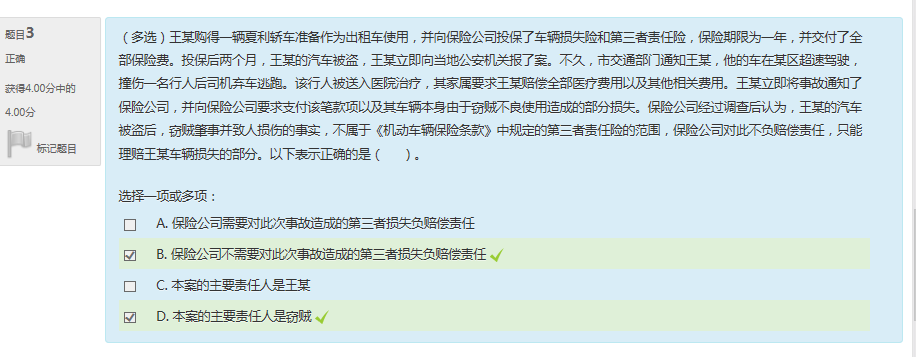 题目3
正确
获得4.00分中的
4.00分
标记题目
（多选）王某购得一辆夏利轿车准备作为出租车使用，并向保险公司投保了车辆损失险和第三者责任险，保险期限为一年，并交付了全
部保险费。投保后两个月，王某的汽车被盗，王某立即向当地公安机关报了案。不久，市交通部门通知王某，他的车在某区超速驾驶，
撞伤一名行人后司机弃车逃跑。该行人被送入医院治疗，其家属要求王某赔偿全部医疗费用以及其他相关费用。王某立即将事故通知了
保险公司，并向保险公司要求支付该笔款项以及其车辆本身由于窃贼不良使用造成的部分损失。保险公司经过调查后认为，王某的汽车
被盗后，窃贼肇事并致人损伤的事实，不属于《机动车辆保险条款》中规定的第三者责任险的范围，保险公司对此不负赔偿责任，只能
理赔王某车辆损失的部分。以下表示正确的是（　　）。
选择一项或多项：
A. 保险公司需要对此次事故造成的第三者损失负赔偿责任
B. 保险公司不需要对此次事故造成的第三者损失负赔偿责任
C. 本案的主要责任人是王某
D. 本案的主要责任人是窃贼